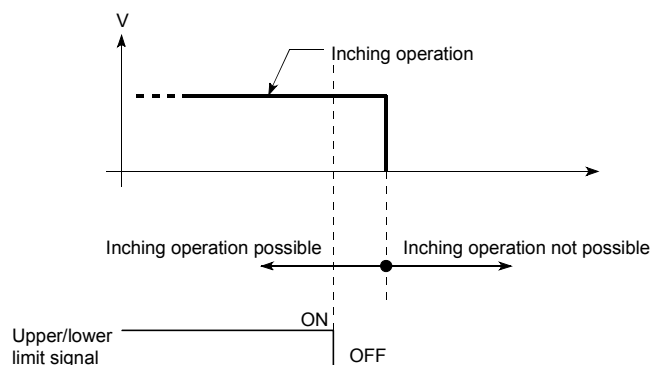 V
Inching operation
Inching operation possible
Inching operation not possible
ON
Upper/lower
limit signal
OFF